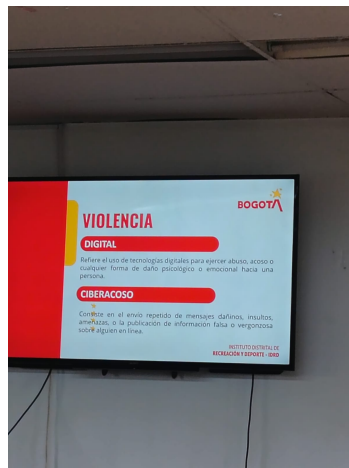 BOGOTÁ
VIOLENCIA
DIGITAL
Refiere el uso de tecnologías digitales para ejercer abuso, acoso o
cualquier forma de daño psicológico o emocional hacia una
persona.
CIBERACOSO
Consiste en el envío repetido de mensajes dañinos, insultos,
amenazas, o la publicación de información falsa o vergonzosa
sobre alguien en línea.
INSTITUTO DISTRITAL DE
RECREACIÓN Y DEPORTE - IDRD